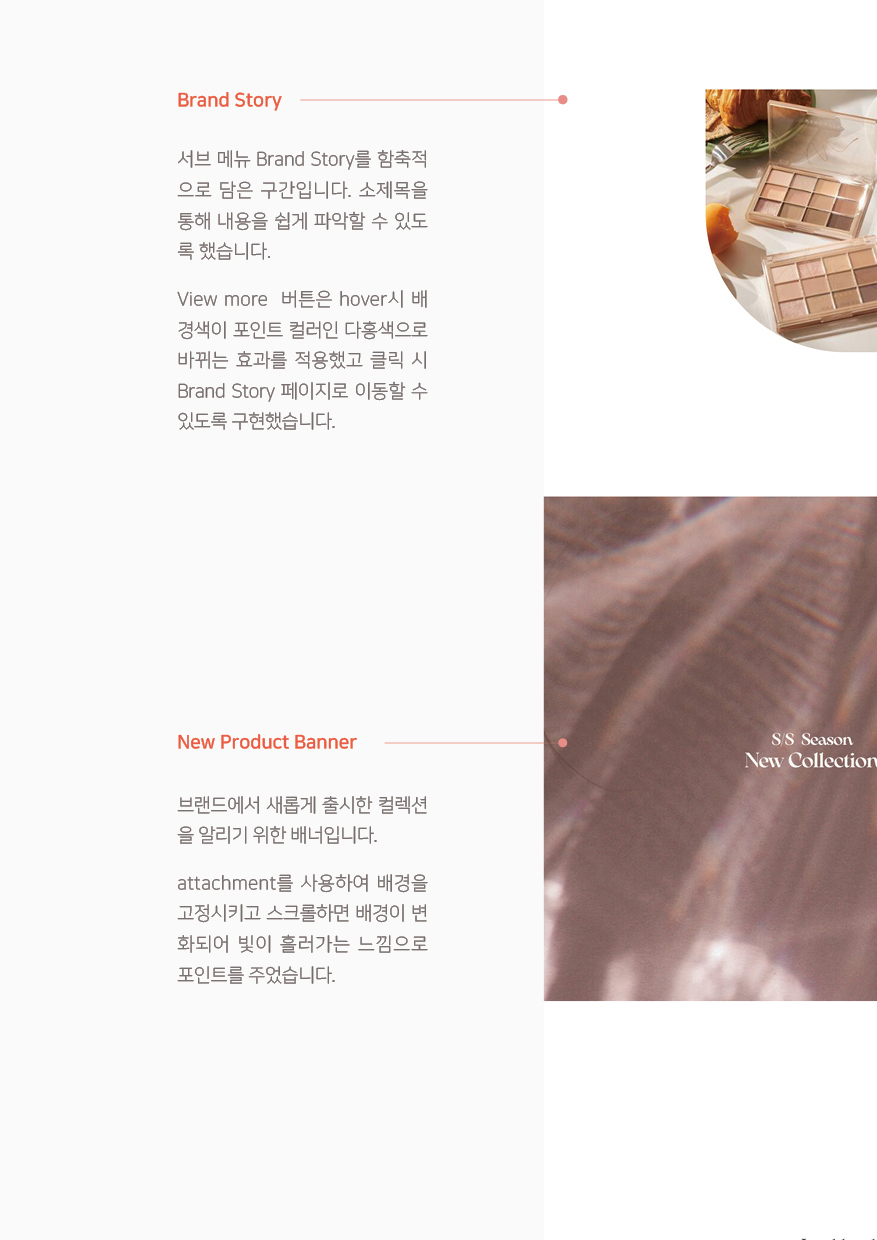 Brand Story
서브 메뉴 Brand Story를 함축적
으로 담은 구간입니다. 소제목을
통해 내용을 쉽게 파악할 수 있도
록 했습니다.
View more 버튼은 hover시 배
경색이 포인트 컬러인 다홍색으로
바뀌는 효과를 적용했고 클릭 시
Brand Story 페이지로 이동할 수
있도록 구현했습니다.
New Product Banner
S/S Season
New Collection
브랜드에서 새롭게 출시한 컬렉션
을 알리기 위한 배너입니다.
attachment를 사용하여 배경을
고정시키고 스크롤하면 배경이 변
화되어 빛이 흘러가는 느낌으로
포인트를 주었습니다.